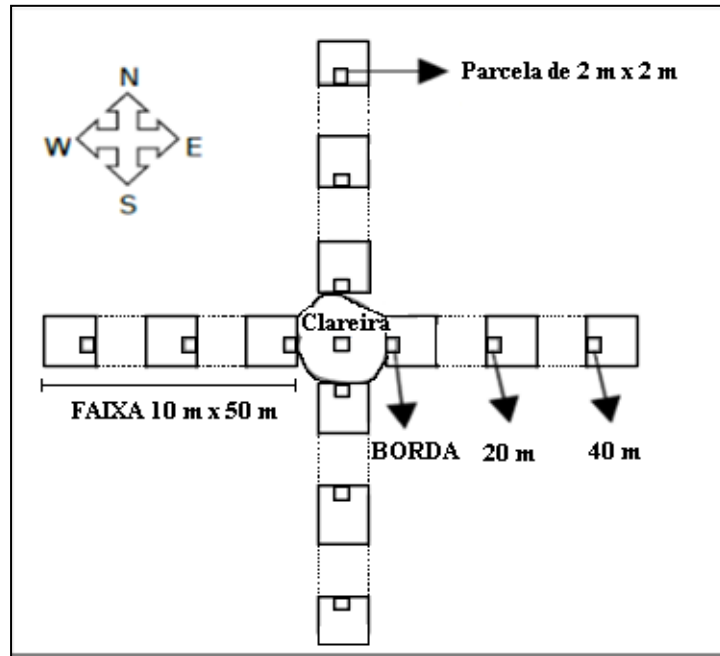 Parcela de 2 m x 2 m
N
W E
S
Clareira
FAIXA 10 m x 50 m
BORDA
20 m
40 m